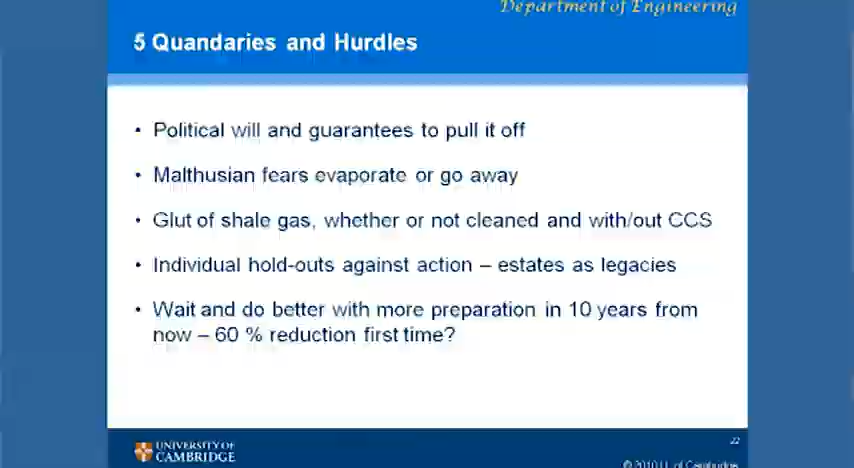 Department of Engineering
5 Quandaries and Hurdles
• Political will and guarantees to pull it off
• Malthusian fears evaporate or go away
• Glut of shale gas, whether or not cleaned and with/out CCS
• Individual hold-outs against action – estates as legacies
• Wait and do better with more preparation in 10 years from
now – 60 % reduction first time?
UNIVERSITY OF
CAMBRIDGE
22
© 2010 U. of Cambridge